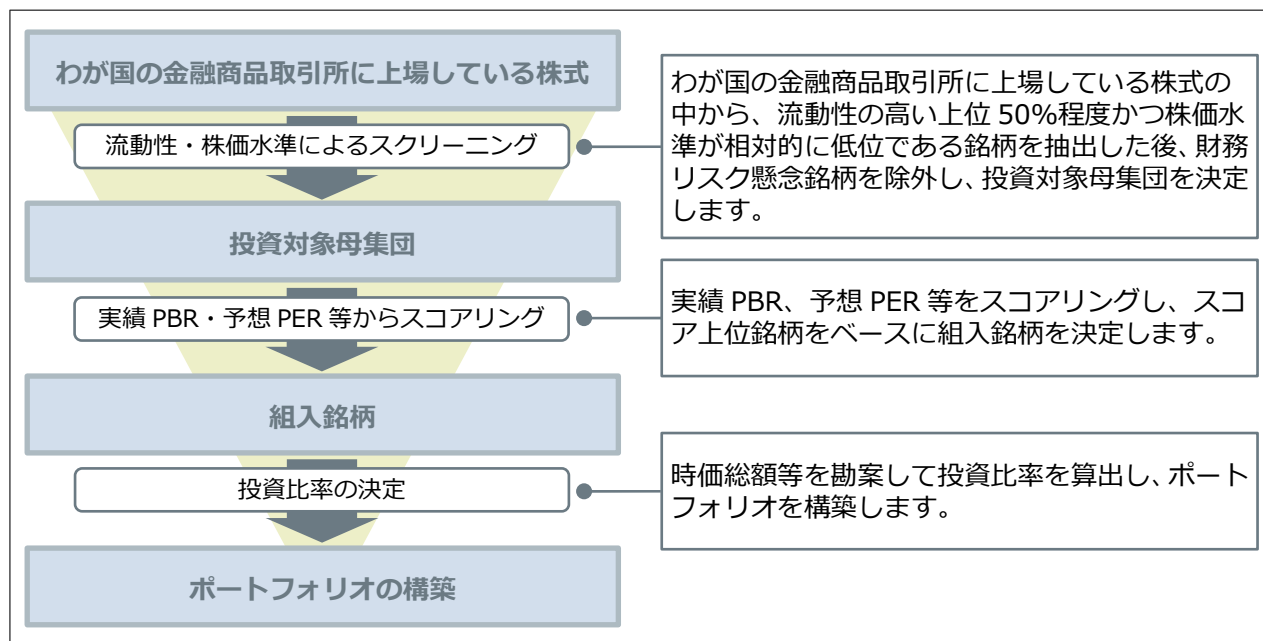 わが国の金融商品取引所に上場している株式
流動性・株価水準によるスクリーニング
わが国の金融商品取引所に上場している株式の
中から、流動性の高い上位 50%程度かつ株価水
準が相対的に低位である銘柄を抽出した後、財務
リスク懸念銘柄を除外し、投資対象母集団を決定
します。
投資対象母集団
実績 PBR・予想 PER 等からスコアリング
実績 PBR、予想 PER 等をスコアリングし、スコ
ア上位銘柄をベースに組入銘柄を決定します。
組入銘柄
投資比率の決定
時価総額等を勘案して投資比率を算出し、ポート
フォリオを構築します。
ポートフォリオの構築